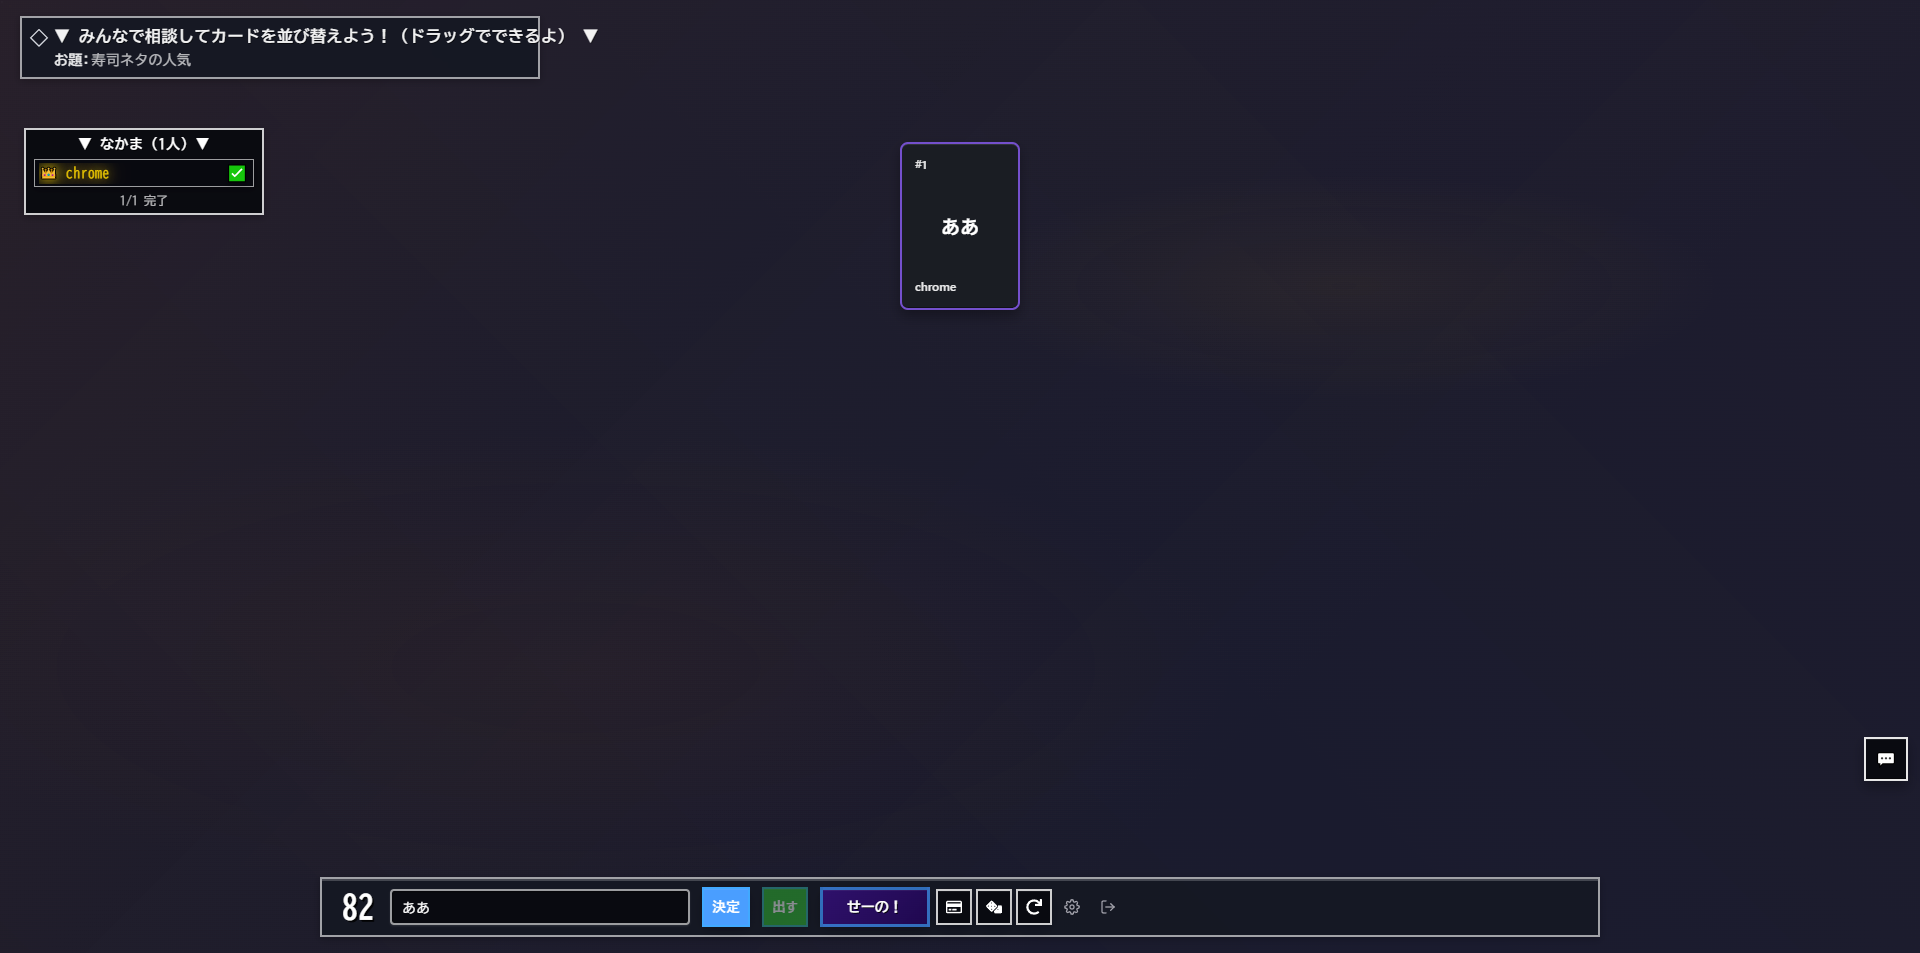 ◇ ▼ みんなで相談してカードを並び替えよう！（ドラッグでできるよ） ▼
お題：寿司ネタの人気
▼ なかま（1人）▼
chrome
1/1 完了
#1
ああ
chrome
82 ああ 決定 出す せーの！